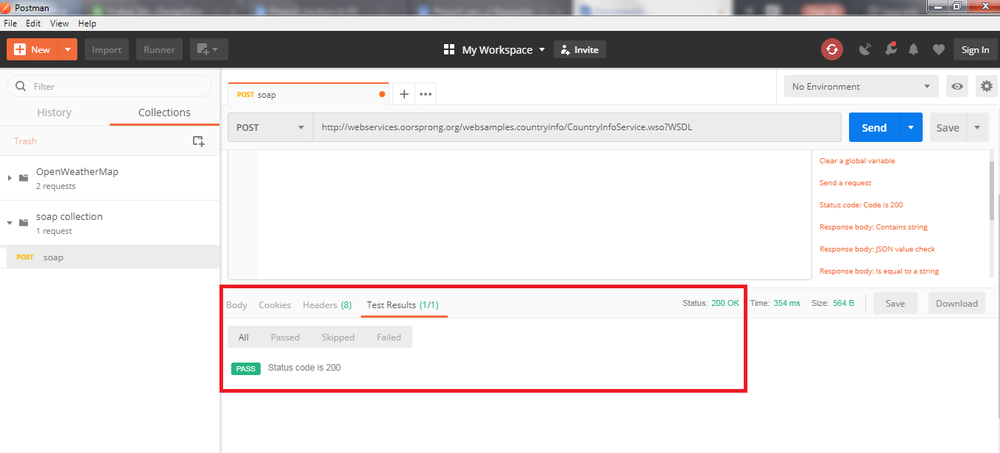 Postman
File Edit View Help
New Import Runner My Workspace Invite Sign In
Filter
History Collections
Trash
OpenWeatherMap
2 requests
soap collection
1 request
POST soap
POST soap
No Environment
POST http://webservices.oorsprong.org/websamples.countryinfo/CountryInfoService.wso?WSDL Send Save
Clear a global variable
Send a request
Status code: Code is 200
Response body: Contains string
Response body: JSON value check
Response body: Is equal to a string
Body Cookies Headers (8) Test Results (1/1) Status: 200 OK Time: 354 ms Size: 564 B Save Download
All Passed Skipped Failed
PASS Status code is 200